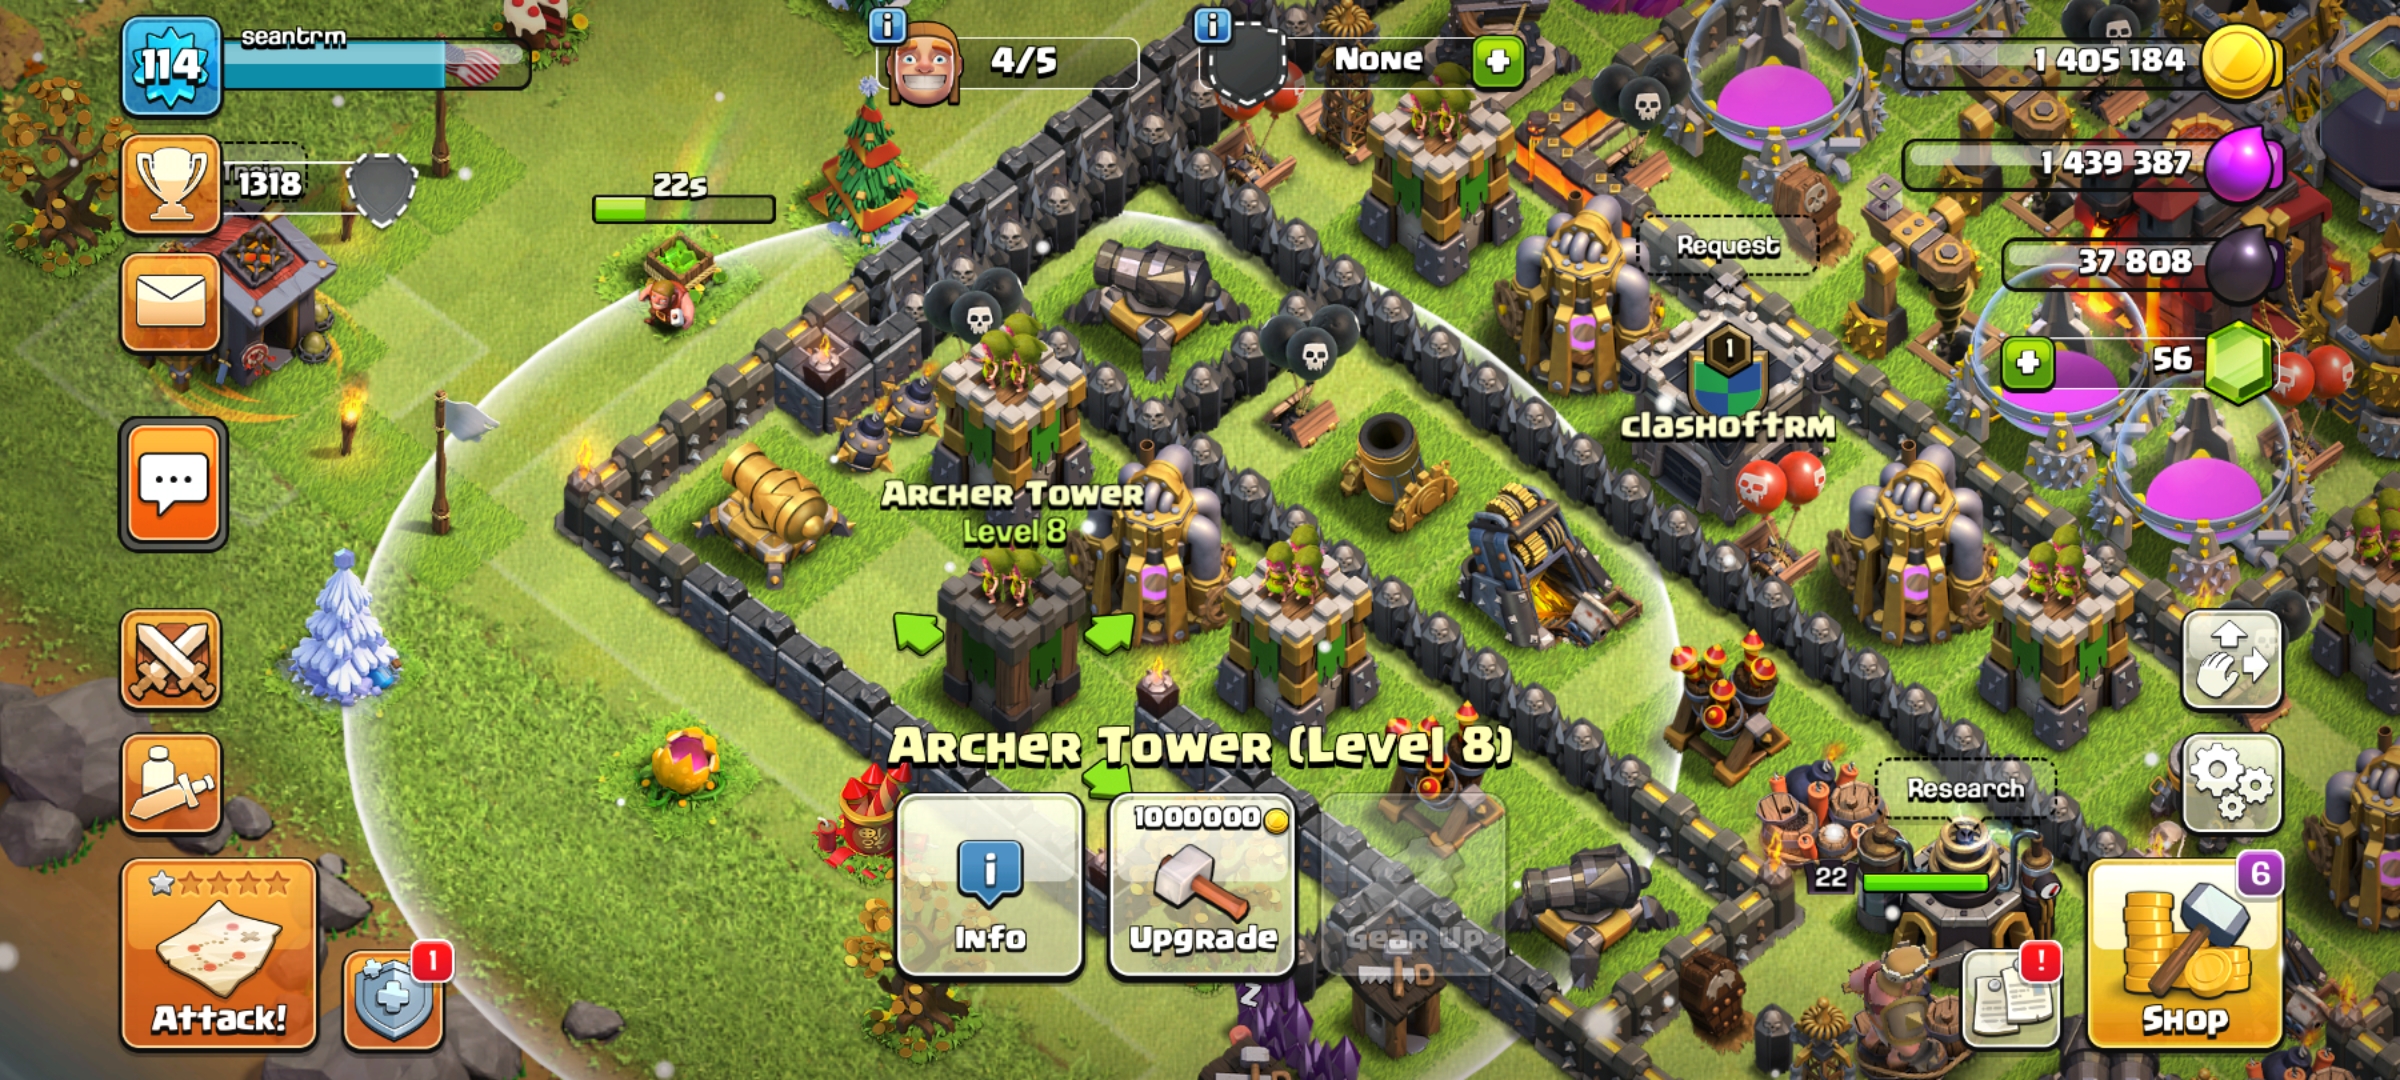 114
seantrm
4/5
None
1 405 184
1318
22s
1 439 387
Request
37 808
1
56
clashoftRM
Archer Tower
Level 8
Archer Tower (Level 8)
Research
1000000
22
6
Info
Upgrade
Gear Up
1
!
Z
Attack!
Shop